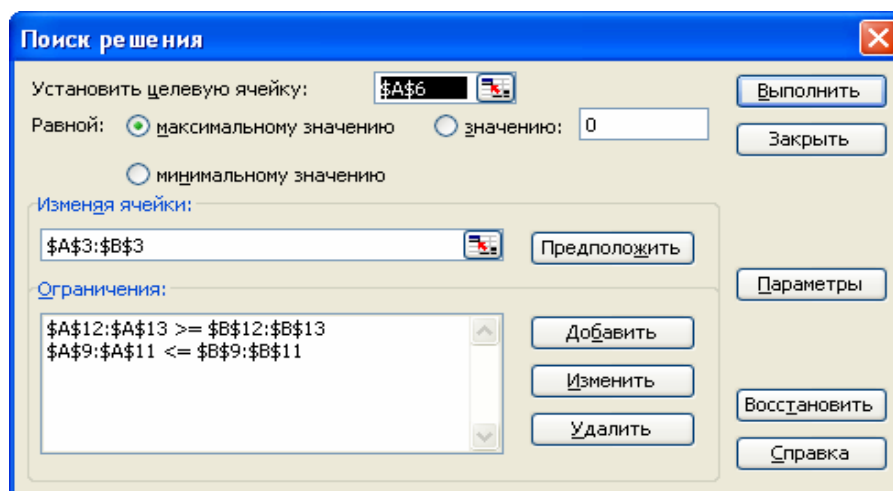 Поиск решения
Установить целевую ячейку: $A$6
Выполнить
Равной: максимальному значению значению: 0
Закрыть
минимальному значению
Изменяя ячейки:
$A$3:$B$3
Предположить
Параметры
Ограничения:
$A$12:$A$13 >= $B$12:$B$13
$A$9:$A$11 <= $B$9:$B$11
Добавить
Изменить
Удалить
Восстановить
Справка